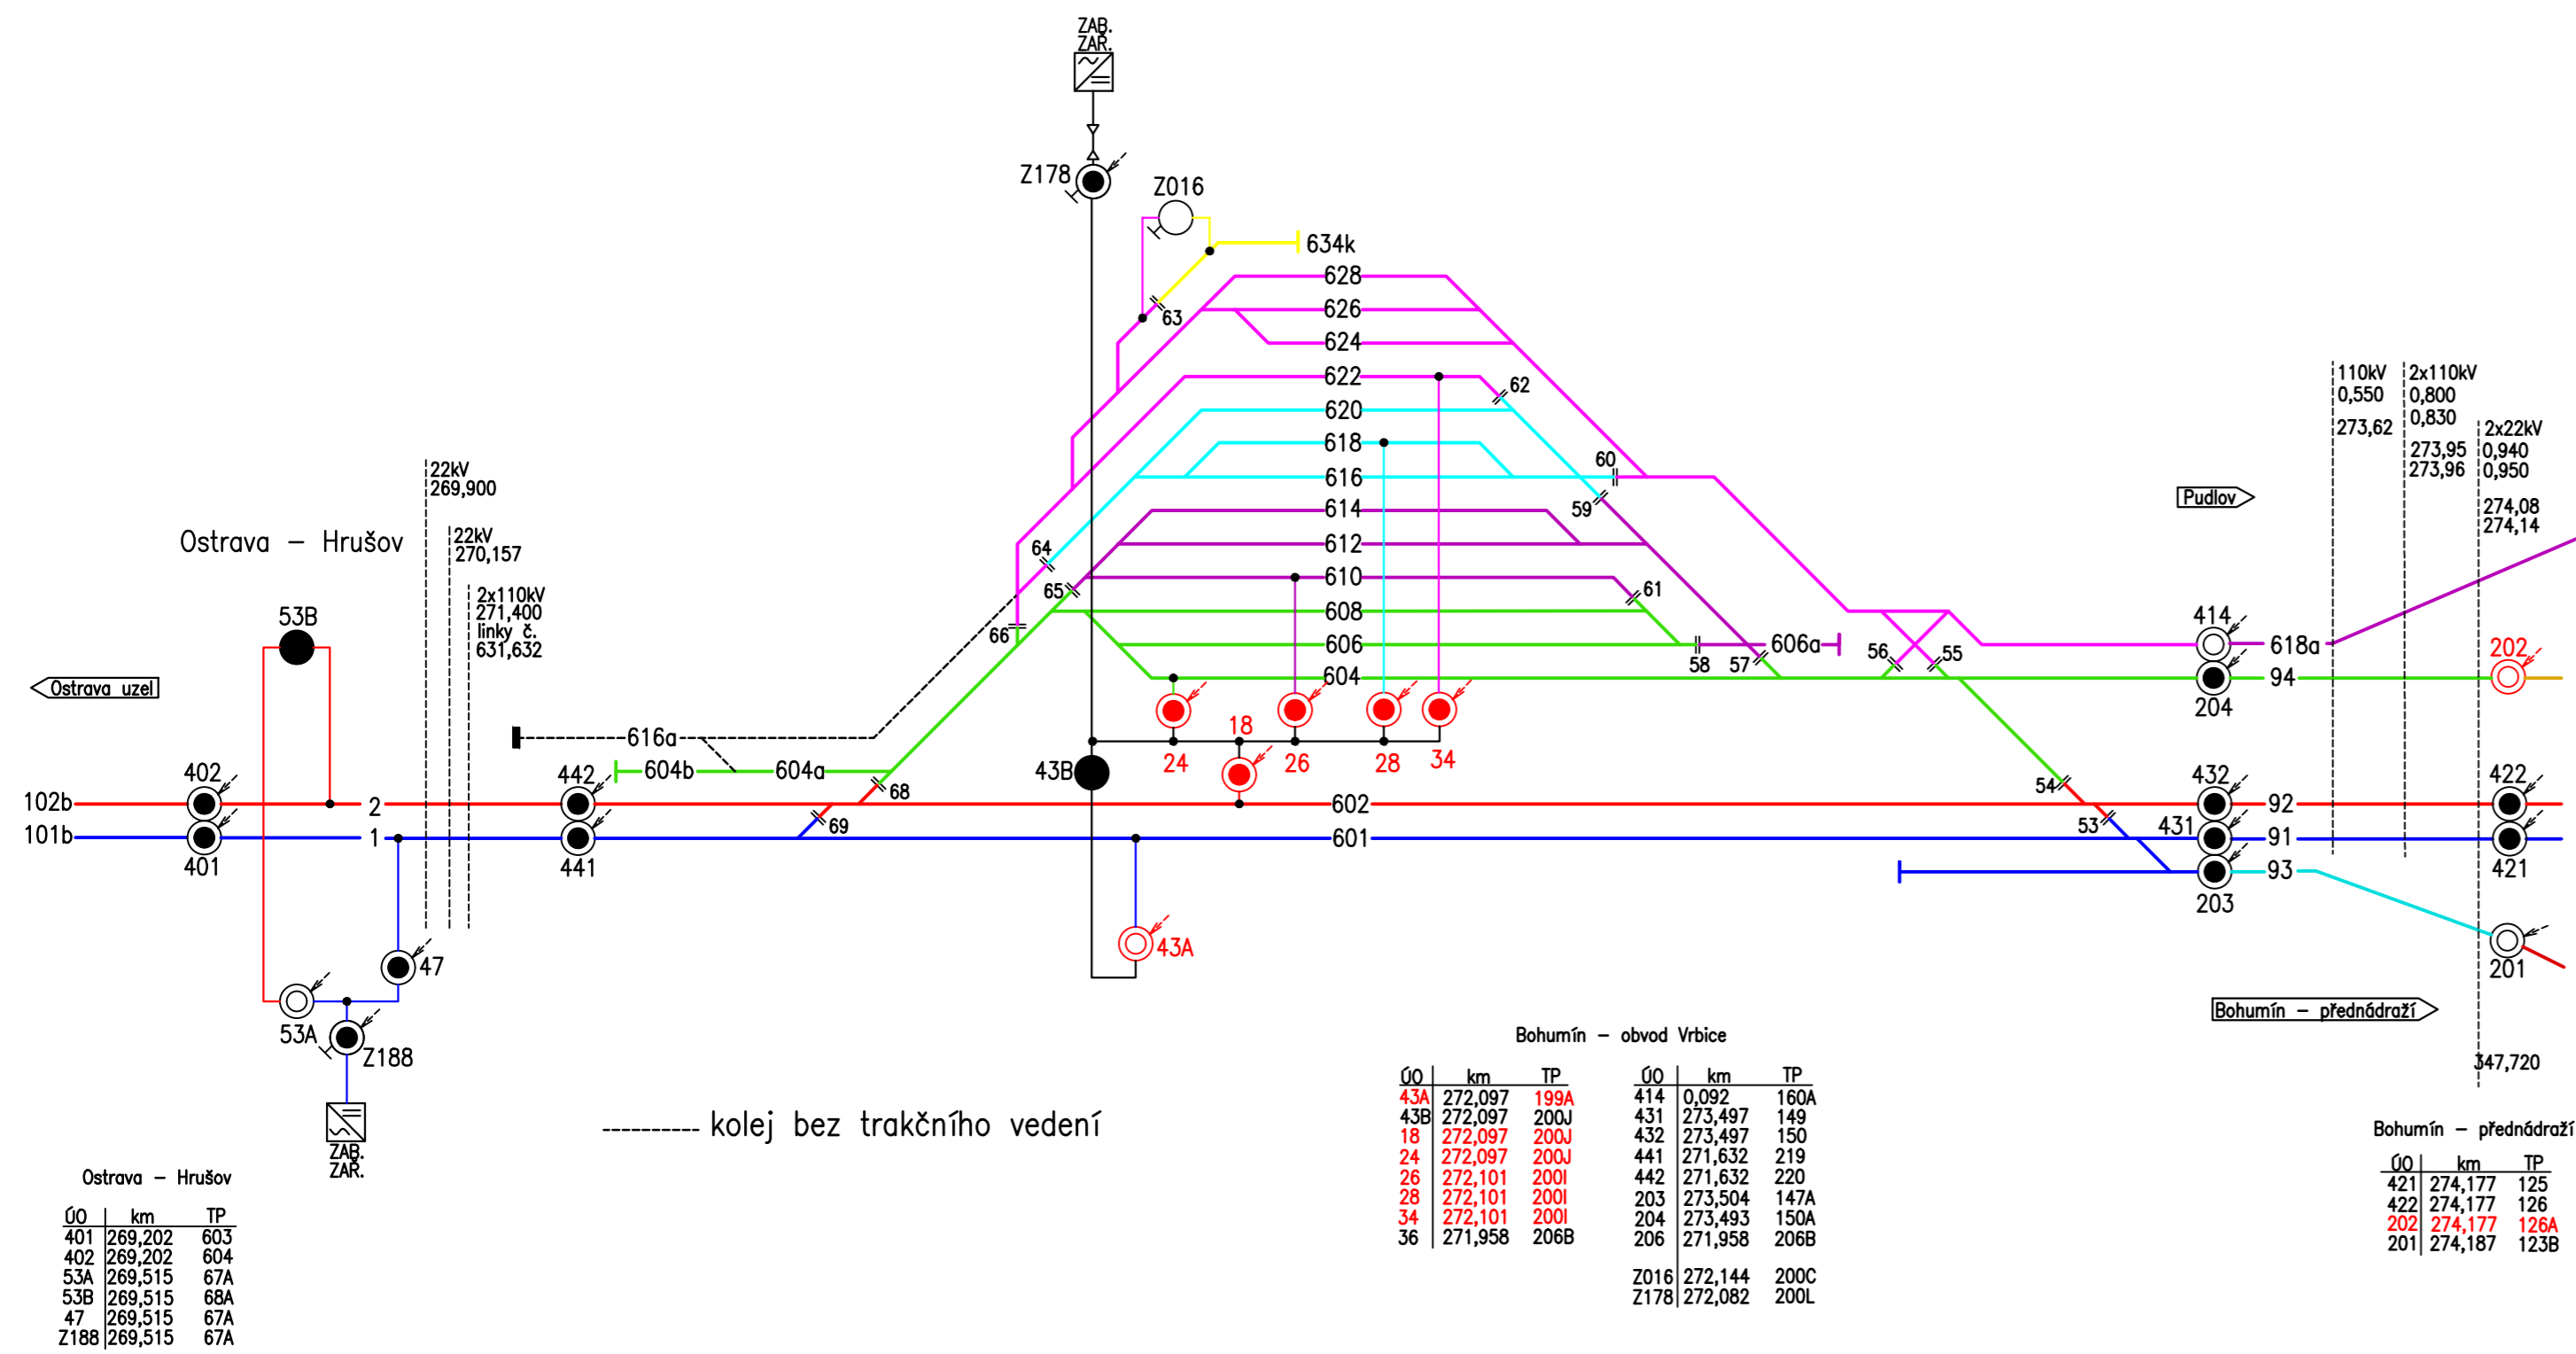 ZAB.
ZAŘ.
Z178
Z016
634k
63
628
626
624
622
62
620
618
616
60
59
614
612
610
61
608
606
606a
604
58
57
56
55
64
65
66
110kV
0,550
273,62
2x110kV
0,800
0,830
273,95
273,96
2x22kV
0,940
0,950
274,08
274,14
Pudlov
22kV
269,900
22kV
270,157
2x110kV
271,400
linky č.
631,632
Ostrava – Hrušov
53B
Ostrava uzel
414
618a
202
94
204
616a
604b
604a
18
43B
24
26
28
34
402
442
68
54
432
422
102b
2
602
92
69
53
431
101b
1
601
91
401
441
93
421
203
47
43A
201
53A
Z188
Bohumín – přednádraží
347,720
ZAB.
ZAŘ.
kolej bez trakčního vedení
Ostrava – Hrušov
ÚO km TP
401 269,202 603
402 269,202 604
53A 269,515 67A
53B 269,515 68A
47 269,515 67A
Z188 269,515 67A
Bohumín – obvod Vrbice
ÚO km TP
43A 272,097 199A
43B 272,097 200J
18 272,097 200J
24 272,097 200J
26 272,101 200I
28 272,101 200I
34 272,101 200I
36 271,958 206B
ÚO km TP
414 0,092 160A
431 273,497 149
432 273,497 150
441 271,632 219
442 271,632 220
203 273,504 147A
204 273,493 150A
206 271,958 206B
Z016 272,144 200C
Z178 272,082 200L
Bohumín – přednádraží
ÚO km TP
421 274,177 125
422 274,177 126
202 274,177 126A
201 274,187 123B